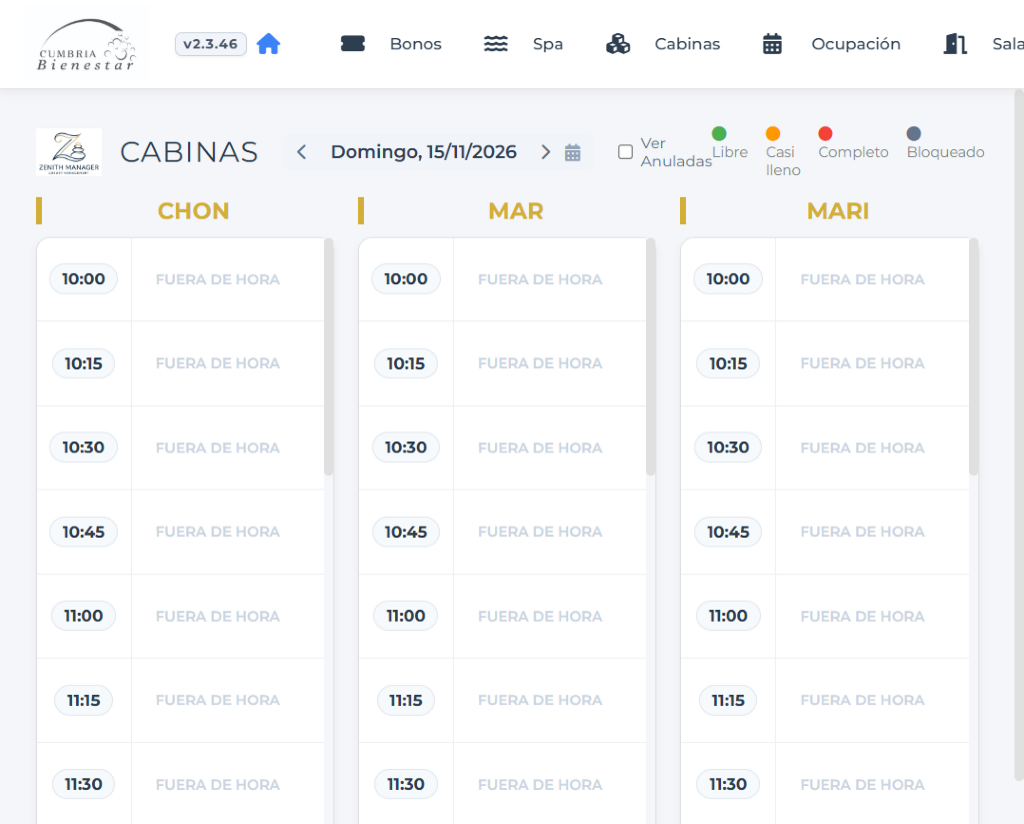 CUMBRIA
Bienestar
v2.3.46
Bonos
Spa
Cabinas
Ocupación
Sala
ZENITH MANAGER
CABINAS
Domingo, 15/11/2026
Ver
Anuladas
Libre
Casi
lleno
Completo
Bloqueado
CHON
MAR
MARI
10:00 FUERA DE HORA 10:00 FUERA DE HORA 10:00 FUERA DE HORA
10:15 FUERA DE HORA 10:15 FUERA DE HORA 10:15 FUERA DE HORA
10:30 FUERA DE HORA 10:30 FUERA DE HORA 10:30 FUERA DE HORA
10:45 FUERA DE HORA 10:45 FUERA DE HORA 10:45 FUERA DE HORA
11:00 FUERA DE HORA 11:00 FUERA DE HORA 11:00 FUERA DE HORA
11:15 FUERA DE HORA 11:15 FUERA DE HORA 11:15 FUERA DE HORA
11:30 FUERA DE HORA 11:30 FUERA DE HORA 11:30 FUERA DE HORA